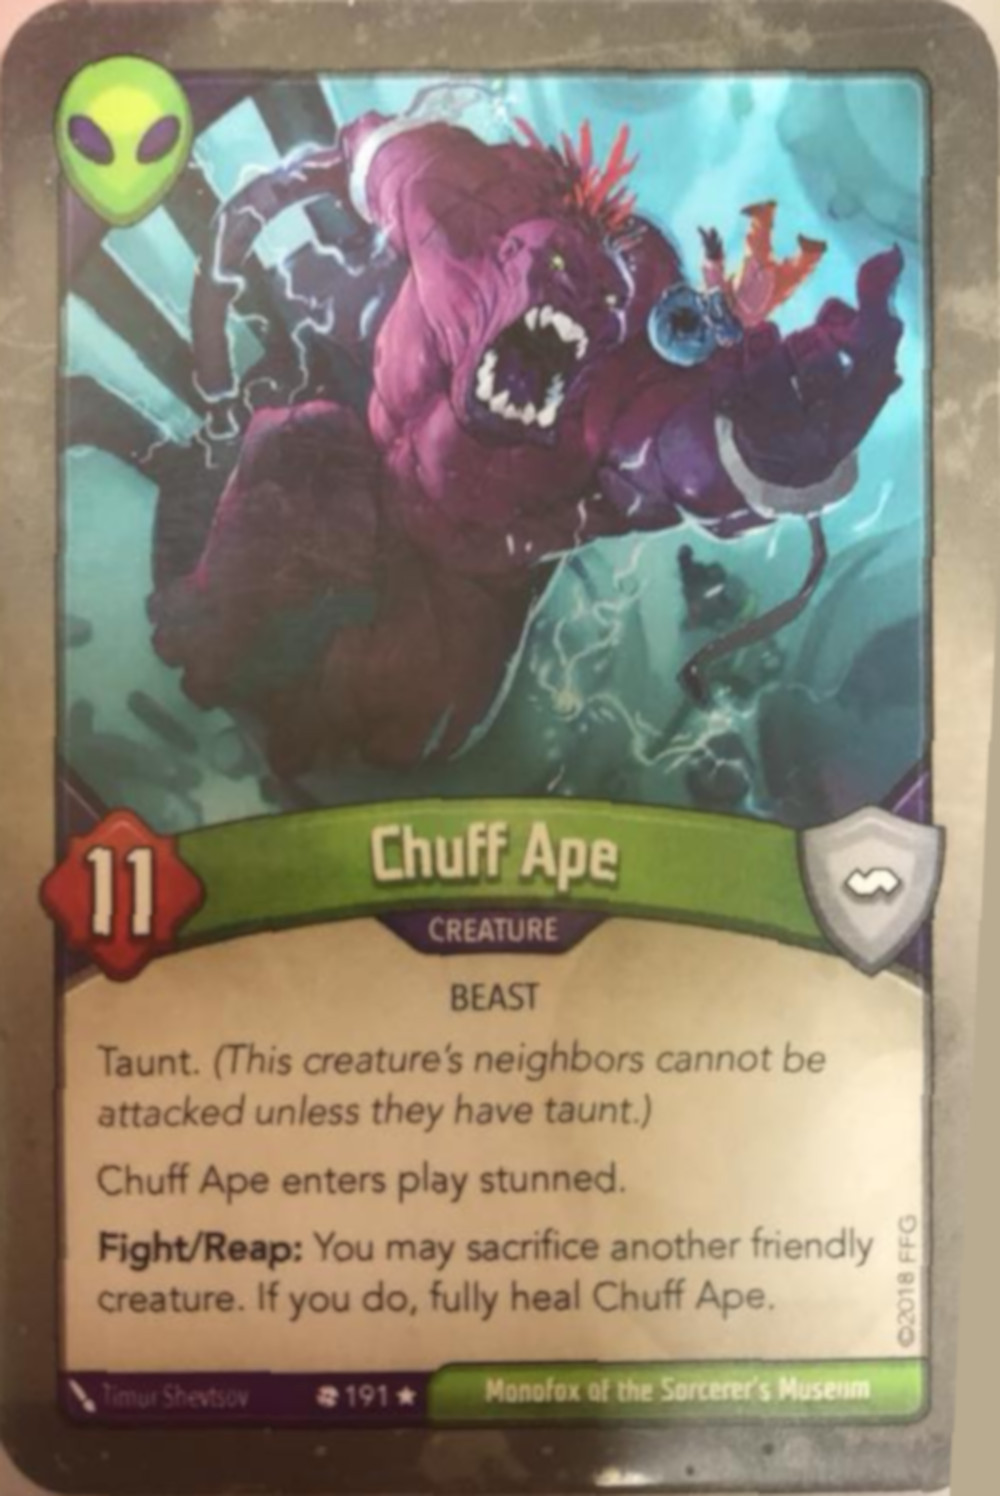 11
Chuff Ape
CREATURE
BEAST
Taunt. (This creature's neighbors cannot be
attacked unless they have taunt.)
Chuff Ape enters play stunned.
Fight/Reap: You may sacrifice another friendly
creature. If you do, fully heal Chuff Ape.
©2018 FFG
Timur Shevtsov
191
Monofox of the Sorcerer's Museum